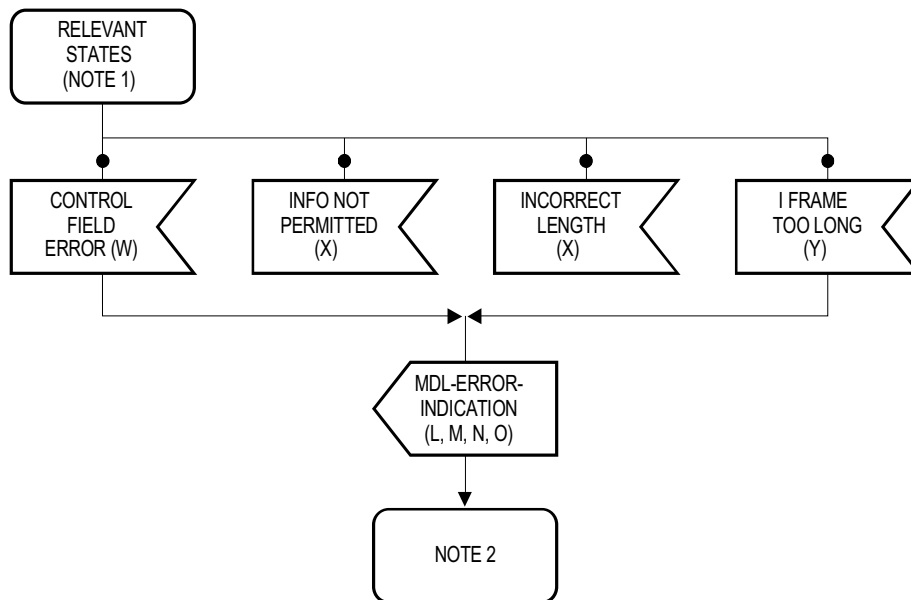 RELEVANT
STATES
(NOTE 1)
CONTROL
FIELD
ERROR (W)
INFO NOT
PERMITTED
(X)
INCORRECT
LENGTH
(X)
I FRAME
TOO LONG
(Y)
MDL-ERROR-
INDICATION
(L, M, N, O)
NOTE 2